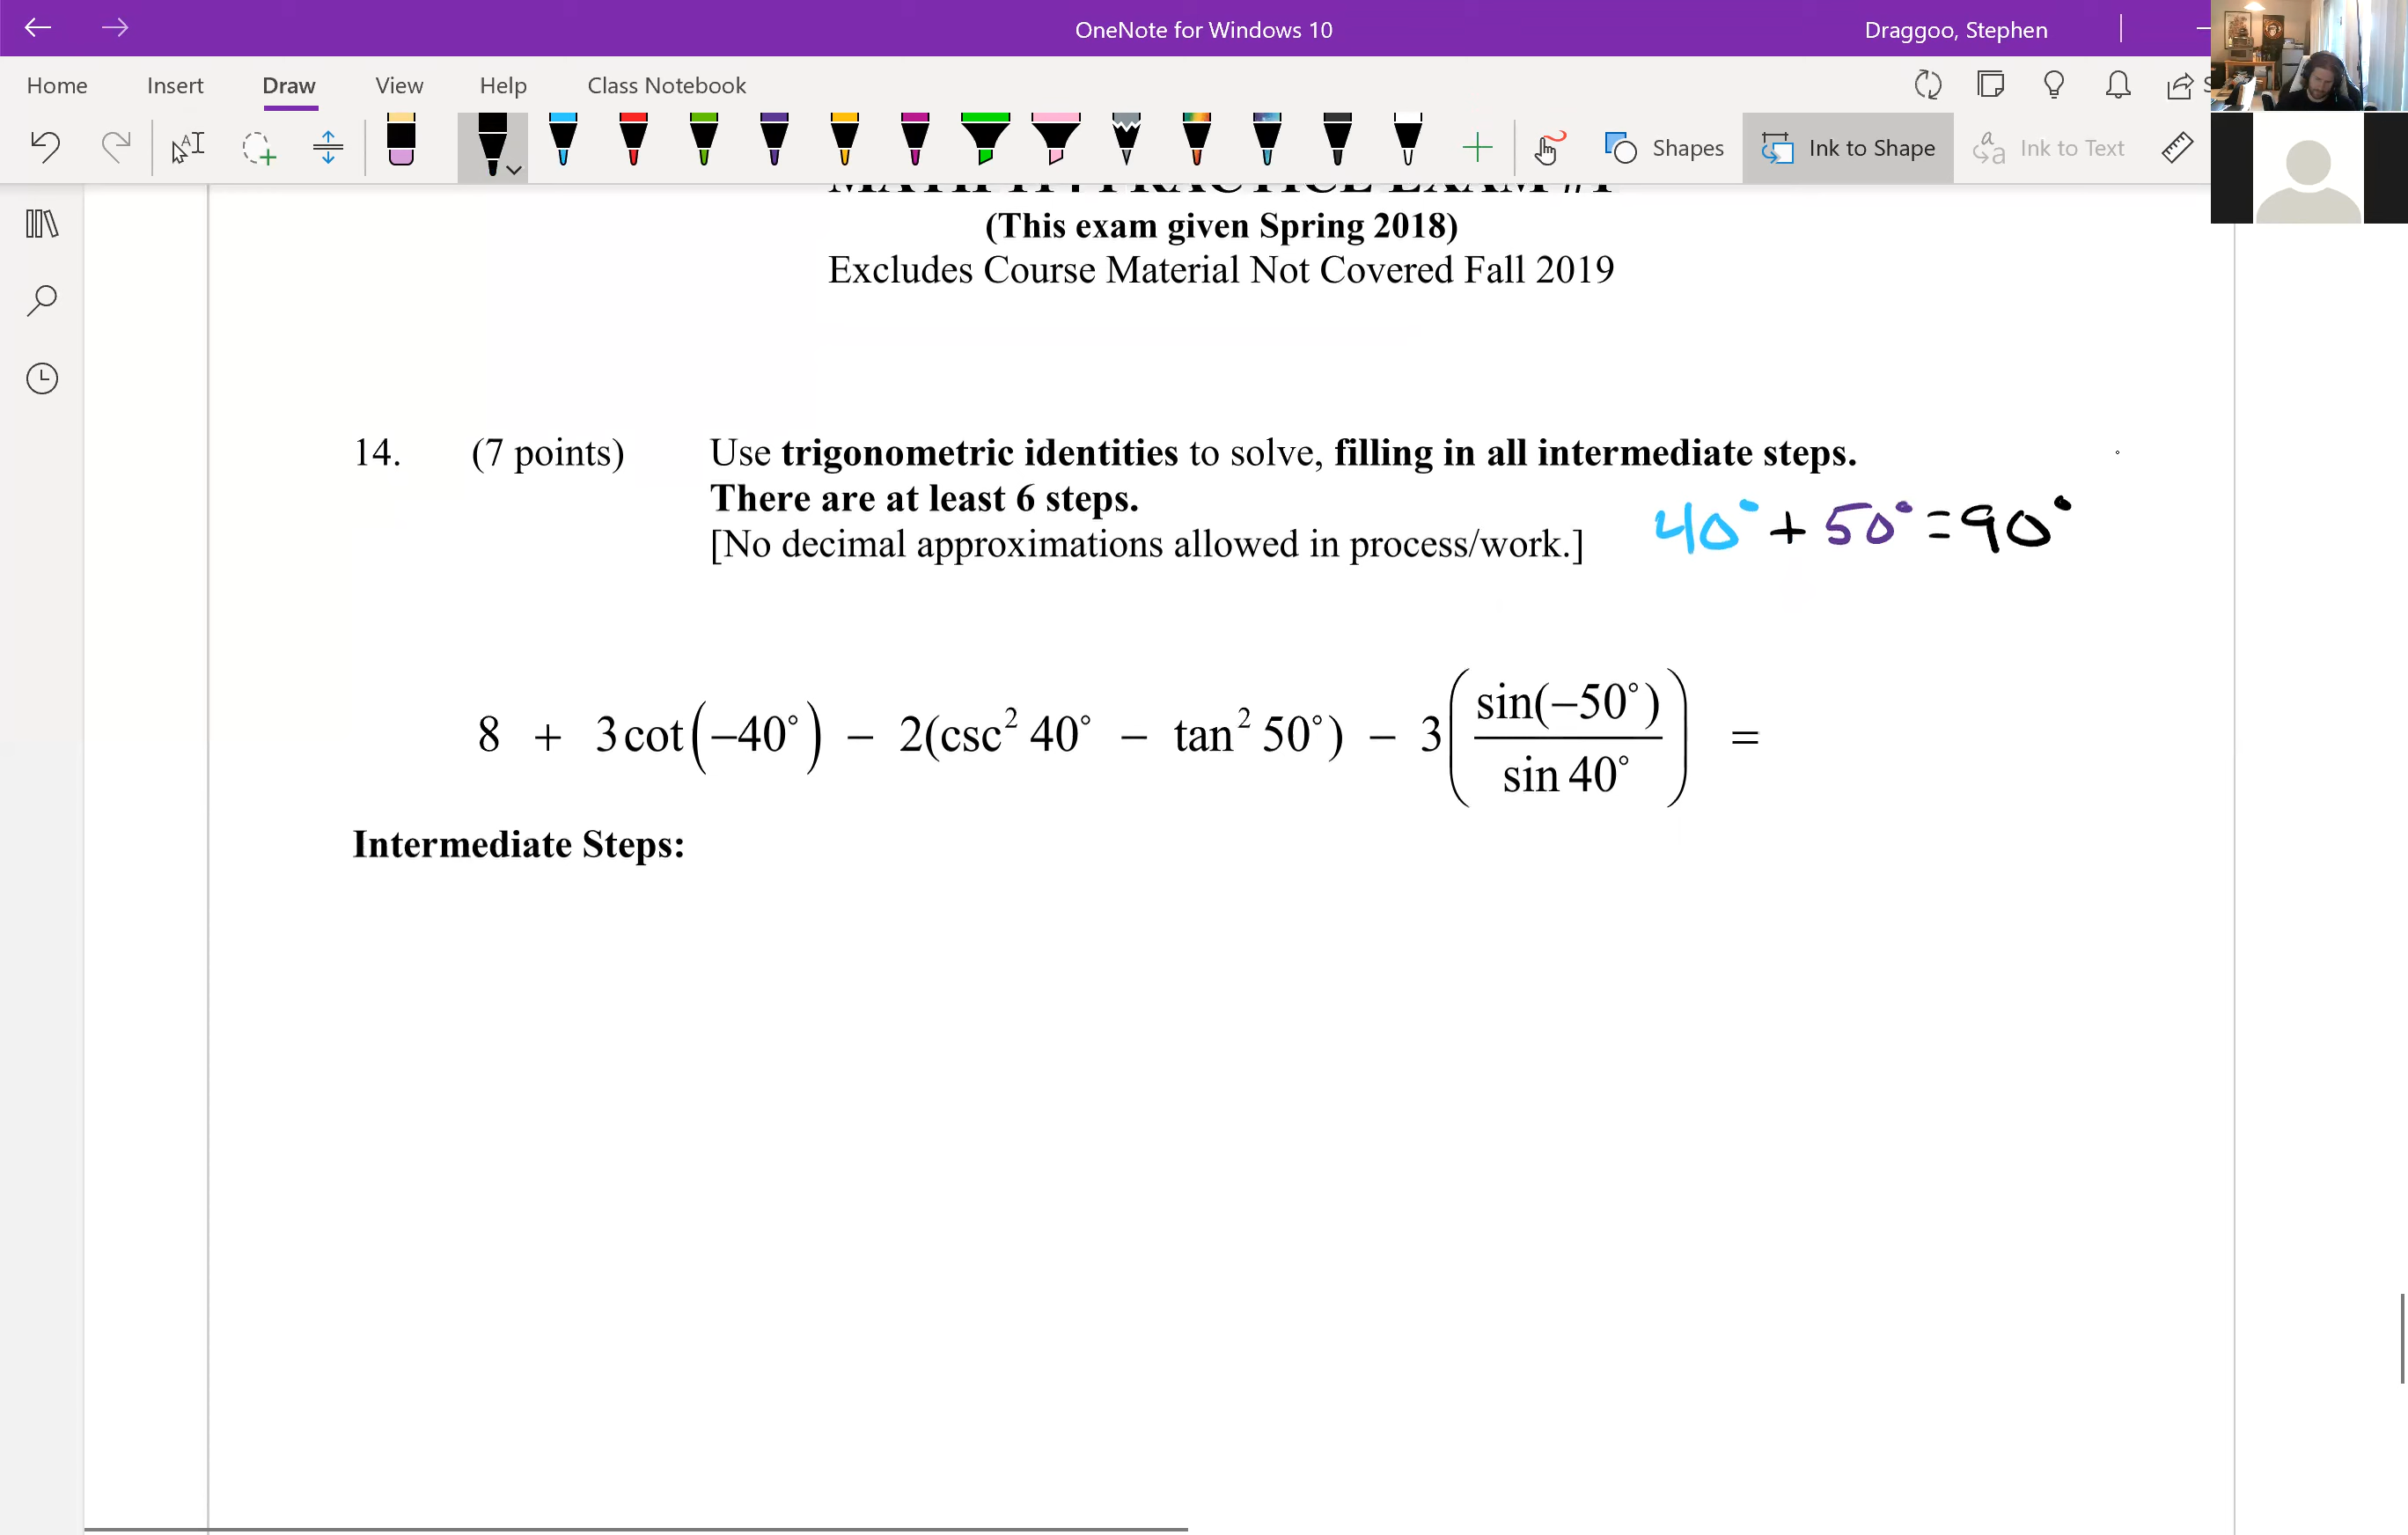 OneNote for Windows 10
Draggoo, Stephen
Home Insert Draw View Help Class Notebook
Shapes Ink to Shape Ink to Text
(This exam given Spring 2018)
Excludes Course Material Not Covered Fall 2019
14. (7 points) Use trigonometric identities to solve, filling in all intermediate steps.
There are at least 6 steps.
[No decimal approximations allowed in process/work.]
40° + 50° = 90°
8 + 3 cot(−40°) − 2(csc² 40° − tan² 50°) − 3(sin(−50°)/sin 40°) =
Intermediate Steps: